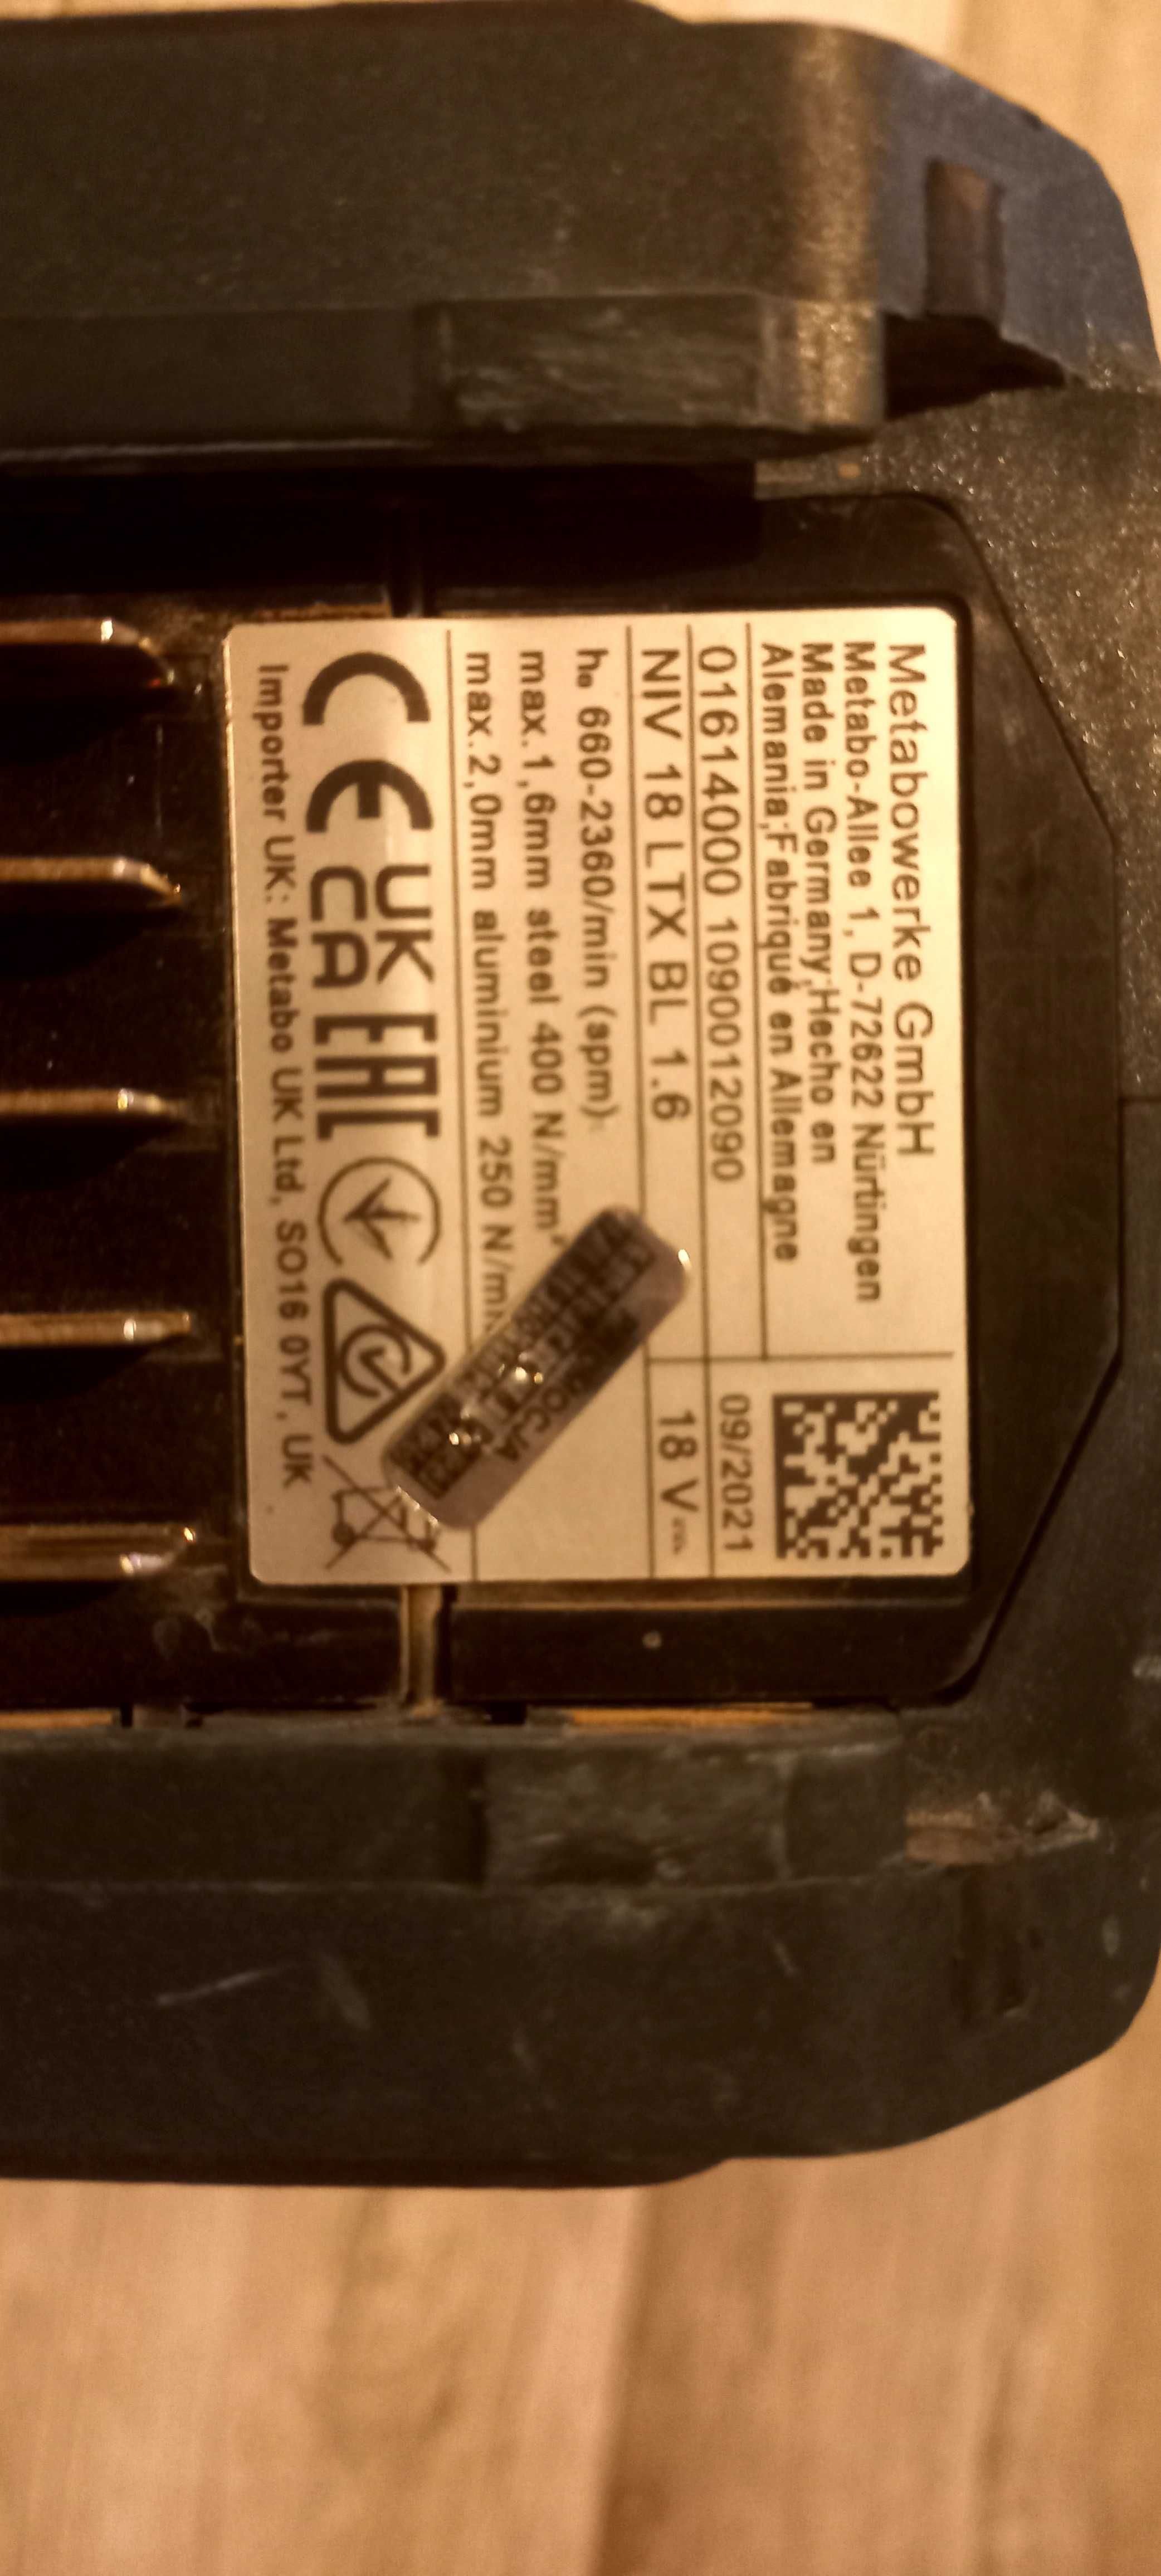 Metabowerke GmbH
Metabo-Allee 1, D-72622 Nürtingen
Made in Germany;Hecho en
Alemania;Fabriqué en Allemagne
01614000 1090012090
09/2021
NIV 18 LTX BL 1.6
18 V
h₀ 660-2360/min (spm)
max.1,6mm steel 400 N/mm²
max.2,0mm aluminium 250
CE UK CA EAC
Importer UK: Metabo UK Ltd, SO16 0YT, UK